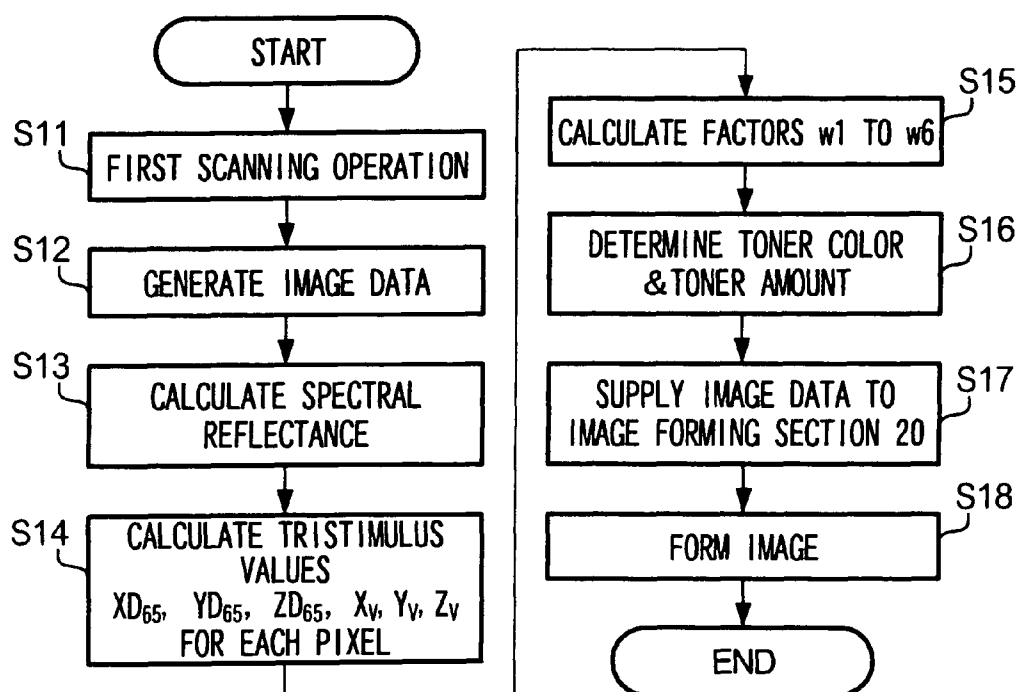 START
S11
FIRST SCANNING OPERATION
S12
GENERATE IMAGE DATA
S13
CALCULATE SPECTRAL
REFLECTANCE
S14
CALCULATE TRISTIMULUS
VALUES
XD65, YD65, ZD65, XV, YV, ZV
FOR EACH PIXEL
S15
CALCULATE FACTORS w1 TO w6
S16
DETERMINE TONER COLOR
&TONER AMOUNT
S17
SUPPLY IMAGE DATA TO
IMAGE FORMING SECTION 20
S18
FORM IMAGE
END